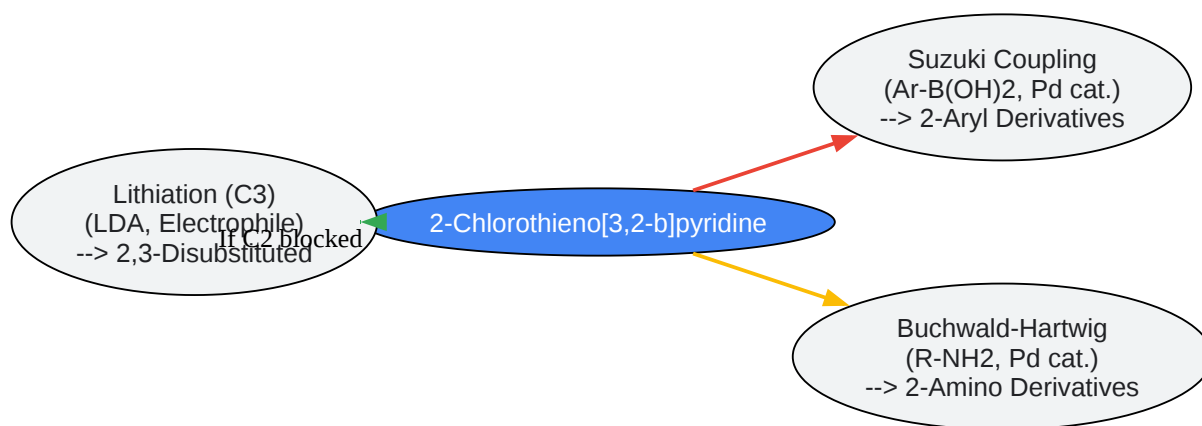 Suzuki Coupling
(Ar-B(OH)2, Pd cat.)
--> 2-Aryl Derivatives
Lithiation (C3)
(LDA, Electrophile)
--> 2,3-Disubstituted
If C2 blocked
2-Chlorothieno[3,2-b]pyridine
Buchwald-Hartwig
(R-NH2, Pd cat.)
--> 2-Amino Derivatives